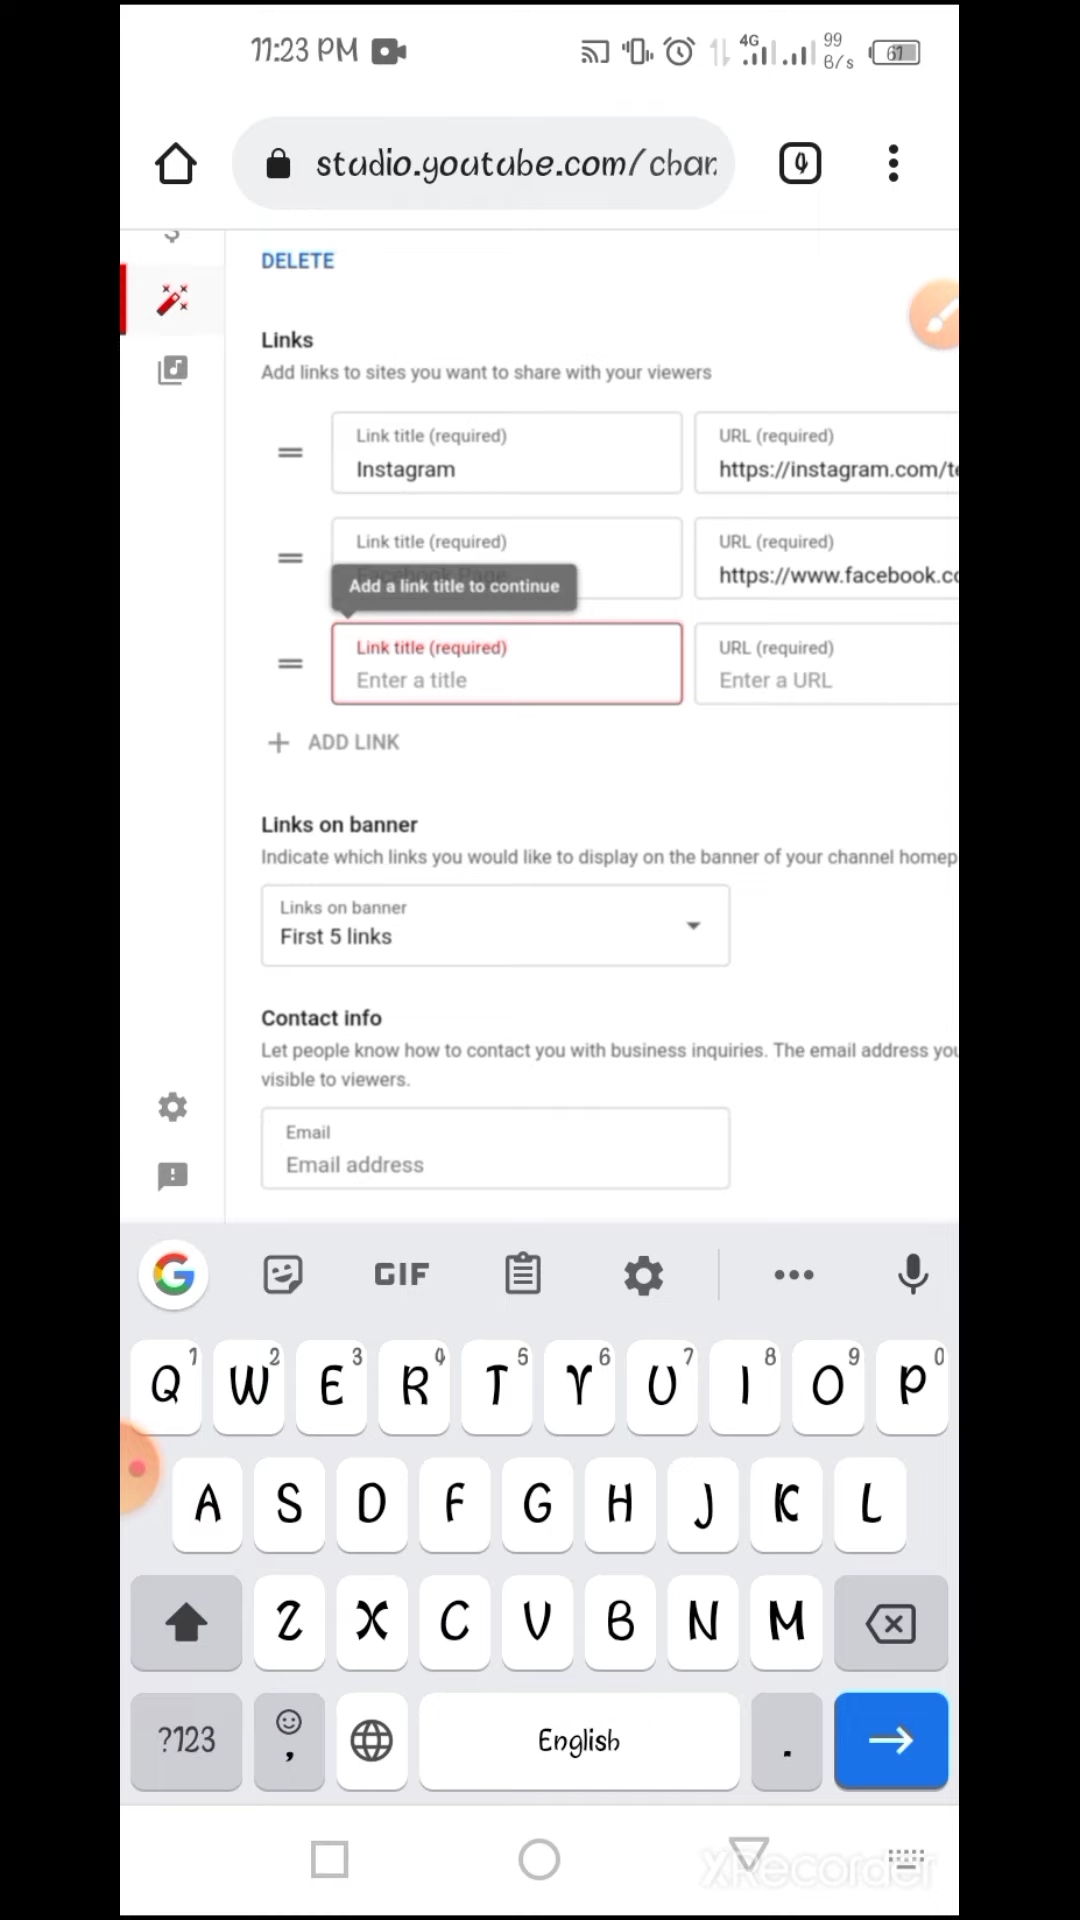 11:23 PM
4G
99
B/s
61
studio.youtube.com/char
4
DELETE
Links
Add links to sites you want to share with your viewers
Link title (required)
Instagram
URL (required)
https://instagram.com/te
Link title (required)
Facebook Page
URL (required)
https://www.facebook.co
Add a link title to continue
Link title (required)
Enter a title
URL (required)
Enter a URL
+ ADD LINK
Links on banner
Indicate which links you would like to display on the banner of your channel homep
Links on banner
First 5 links
Contact info
Let people know how to contact you with business inquiries. The email address you
visible to viewers.
Email
Email address
G
GIF
Q 1 W 2 E 3 R 4 T 5 Y 6 U 7 I 8 O 9 P 0
A S D F G H J K L
Z X C V B N M
?123 , English .
XRecorder